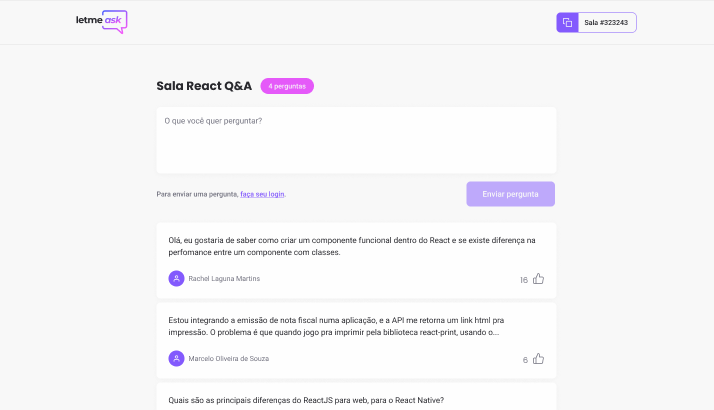 letmeask
Sala #323243
Sala React Q&A
4 perguntas
O que você quer perguntar?
Para enviar uma pergunta, faça seu login.
Enviar pergunta
Olá, eu gostaria de saber como criar um componente funcional dentro do React e se existe diferença na
perfomance entre um componente com classes.
Rachel Laguna Martins
16
Estou integrando a emissão de nota fiscal numa aplicação, e a API me retorna um link html pra
impressão. O problema é que quando jogo pra imprimir pela biblioteca react-print, usando o...
Marcelo Oliveira de Souza
6
Quais são as principais diferenças do ReactJS para web, para o React Native?